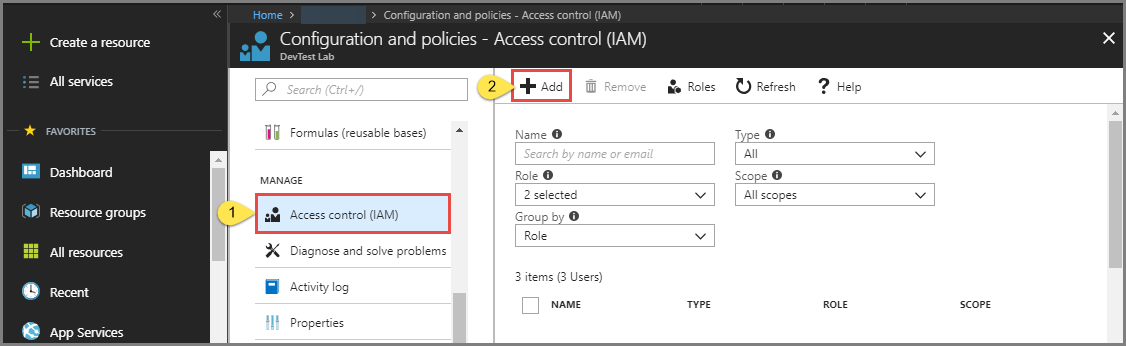 Home > Configuration and policies - Access control (IAM)
Configuration and policies - Access control (IAM)
DevTest Lab
Create a resource
All services
FAVORITES
Dashboard
Resource groups
All resources
Recent
App Services
Search (Ctrl+/)
Formulas (reusable bases)
MANAGE
1
Access control (IAM)
Diagnose and solve problems
Activity log
Properties
2
Add
Remove
Roles
Refresh
Help
Name
Search by name or email
Type
All
Role
2 selected
Scope
All scopes
Group by
Role
3 items (3 Users)
NAME TYPE ROLE SCOPE